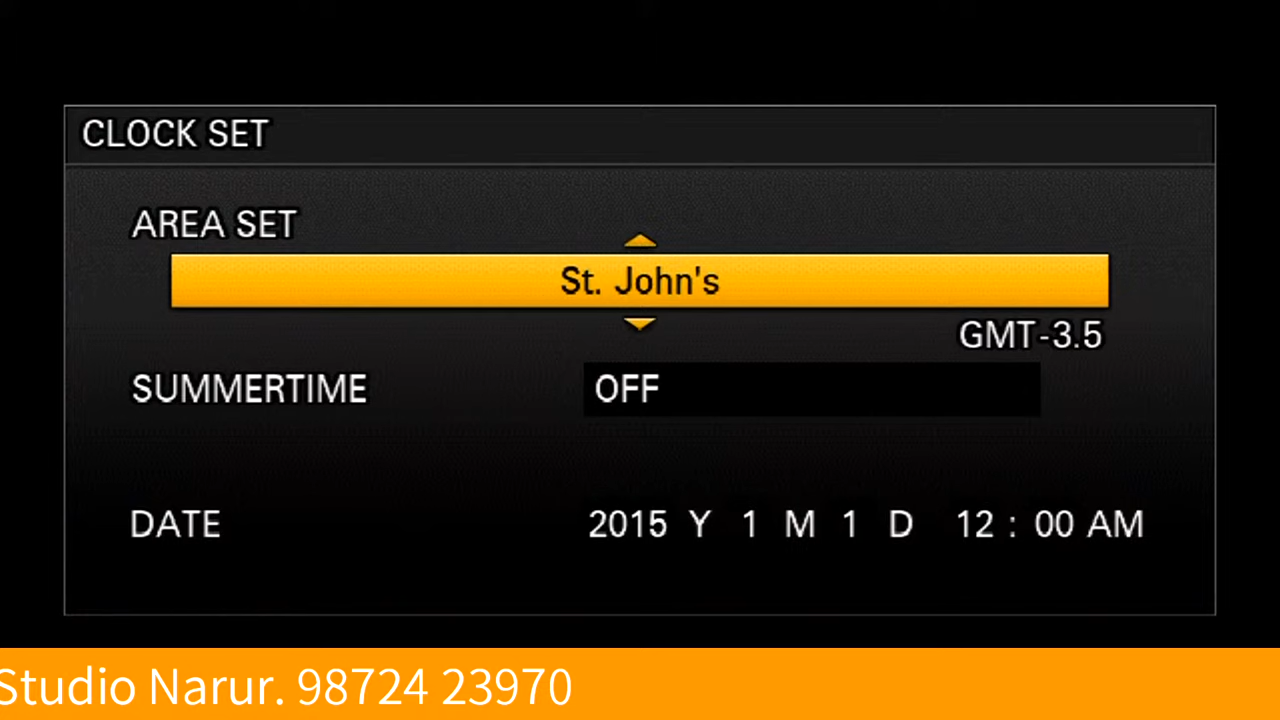 CLOCK SET
AREA SET
St. John's
GMT-3.5
SUMMERTIME OFF
DATE 2015 Y 1 M 1 D 12 : 00 AM
Studio Narur. 98724 23970